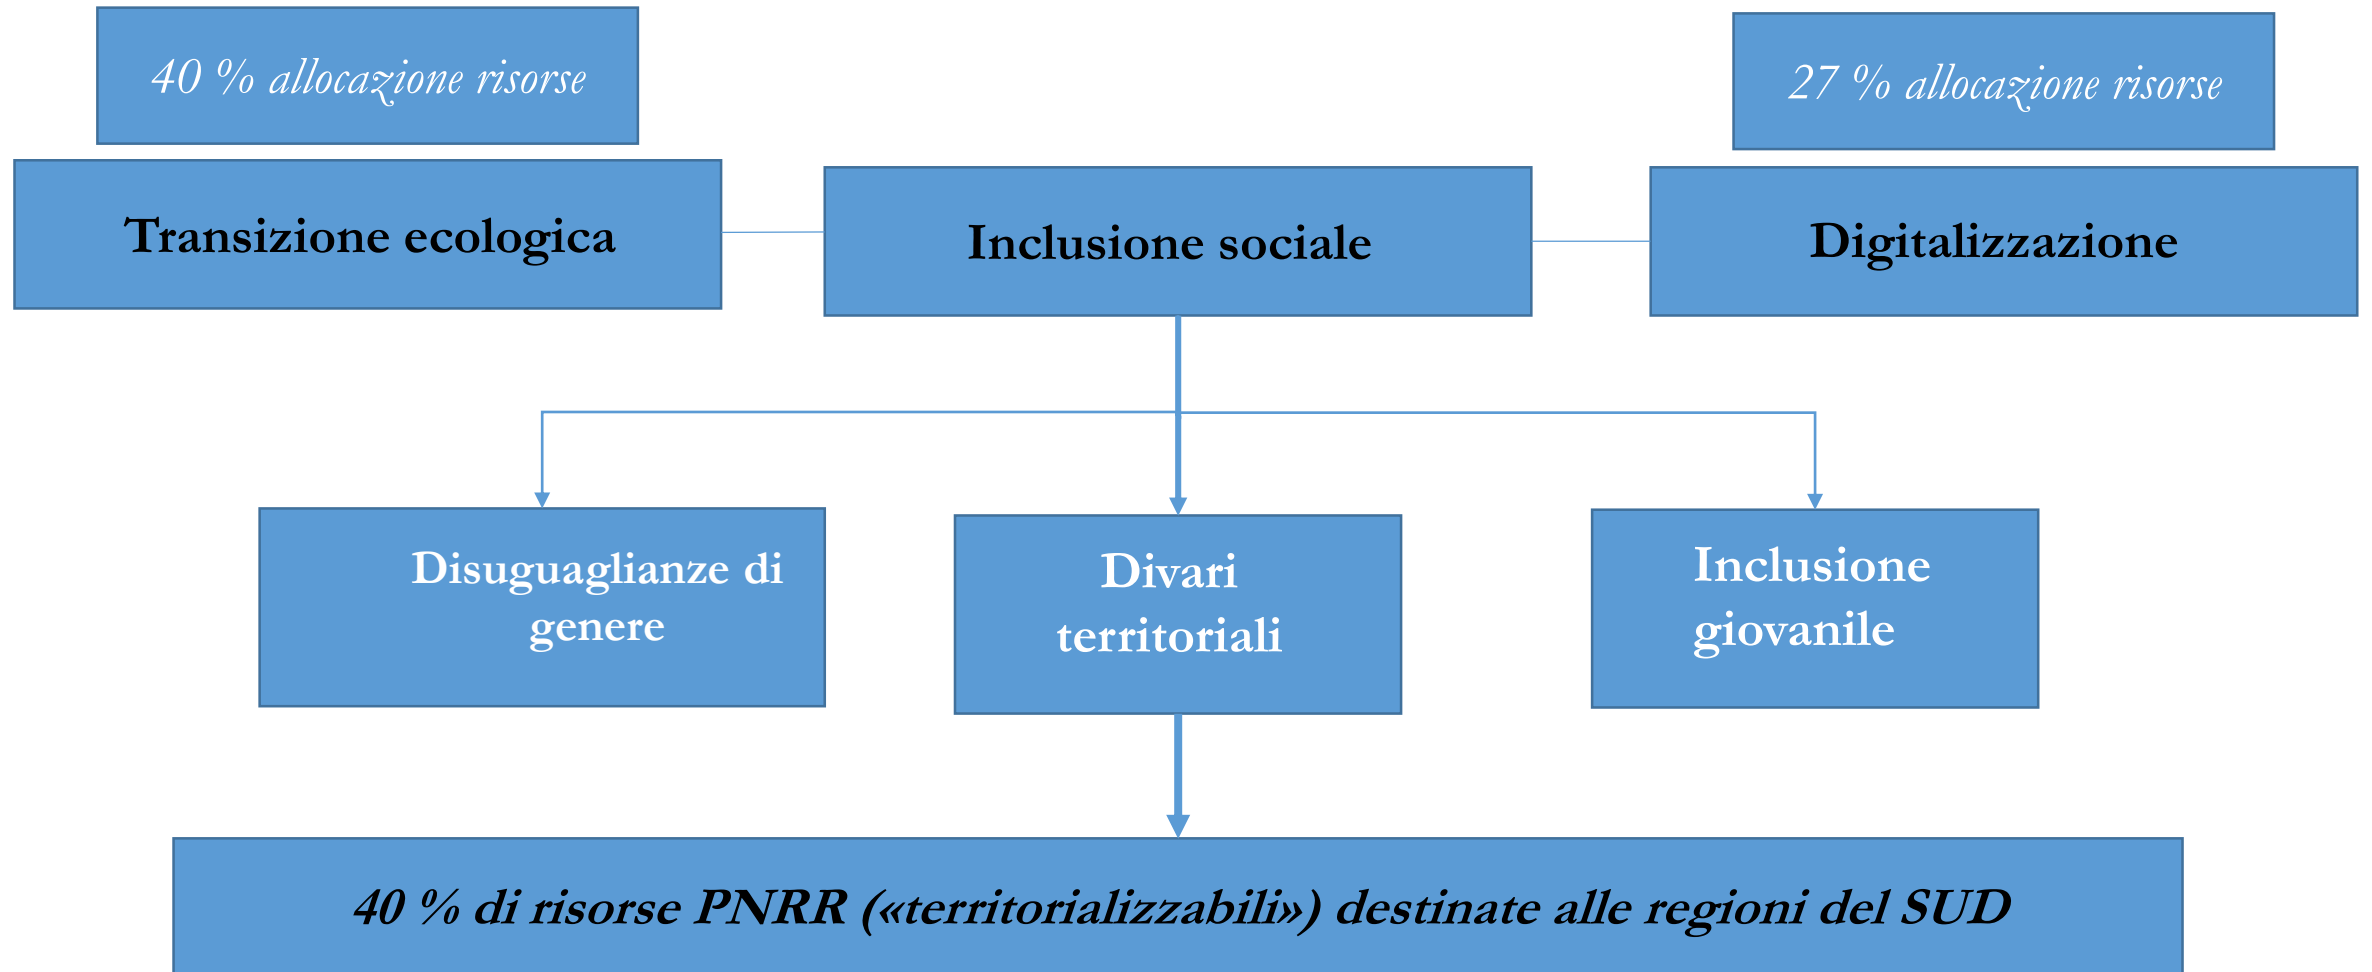 40 % allocazione risorse
27 % allocazione risorse
Transizione ecologica
Inclusione sociale
Digitalizzazione
Disuguaglianze di
genere
Divari
territoriali
Inclusione
giovanile
40 % di risorse PNRR («territorializzabili») destinate alle regioni del SUD